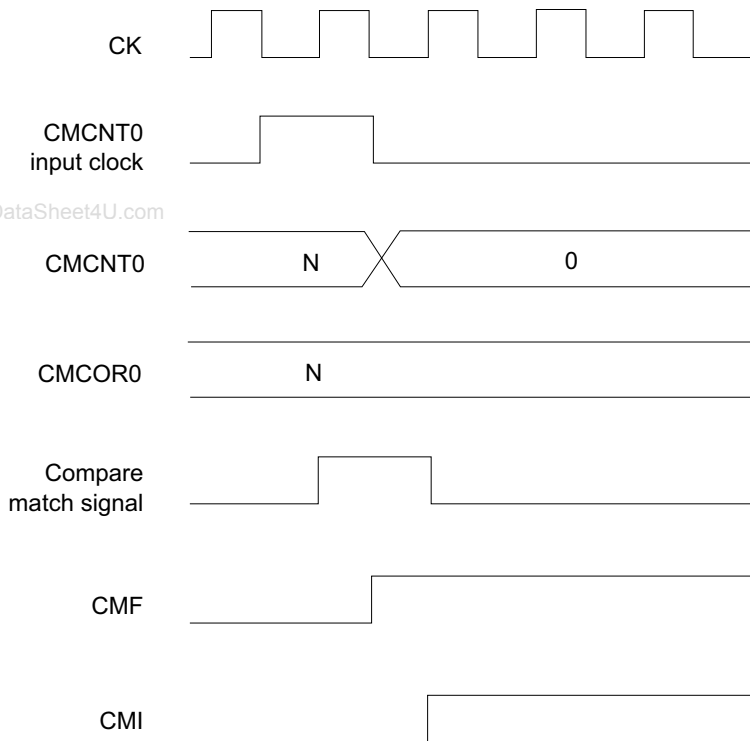 CK
CMCNT0
input clock
DataSheet4U.com
CMCNT0
N
0
CMCOR0
N
Compare
match signal
CMF
CMI